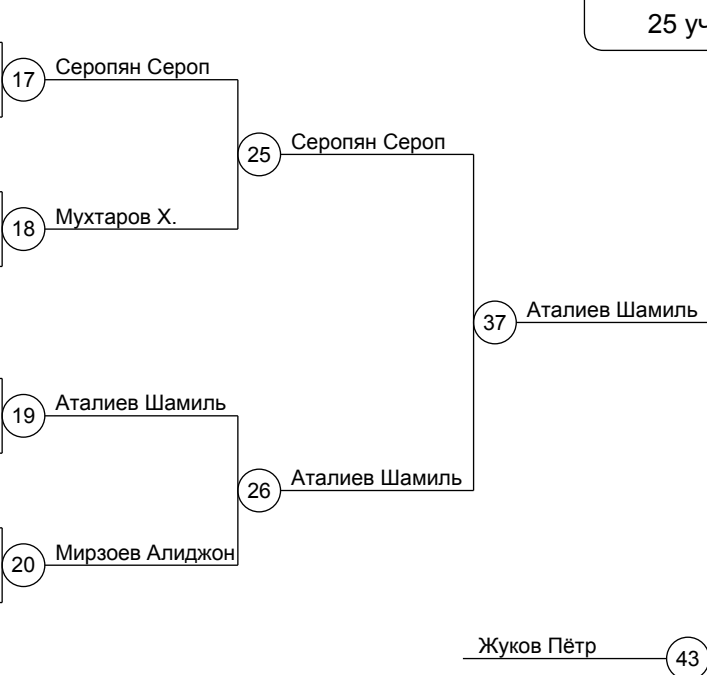 25 уч
17 Серопян Сероп
25 Серопян Сероп
18 Мухтаров Х.
37 Аталиев Шамиль
19 Аталиев Шамиль
26 Аталиев Шамиль
20 Мирзоев Алиджон
Жуков Пётр 43